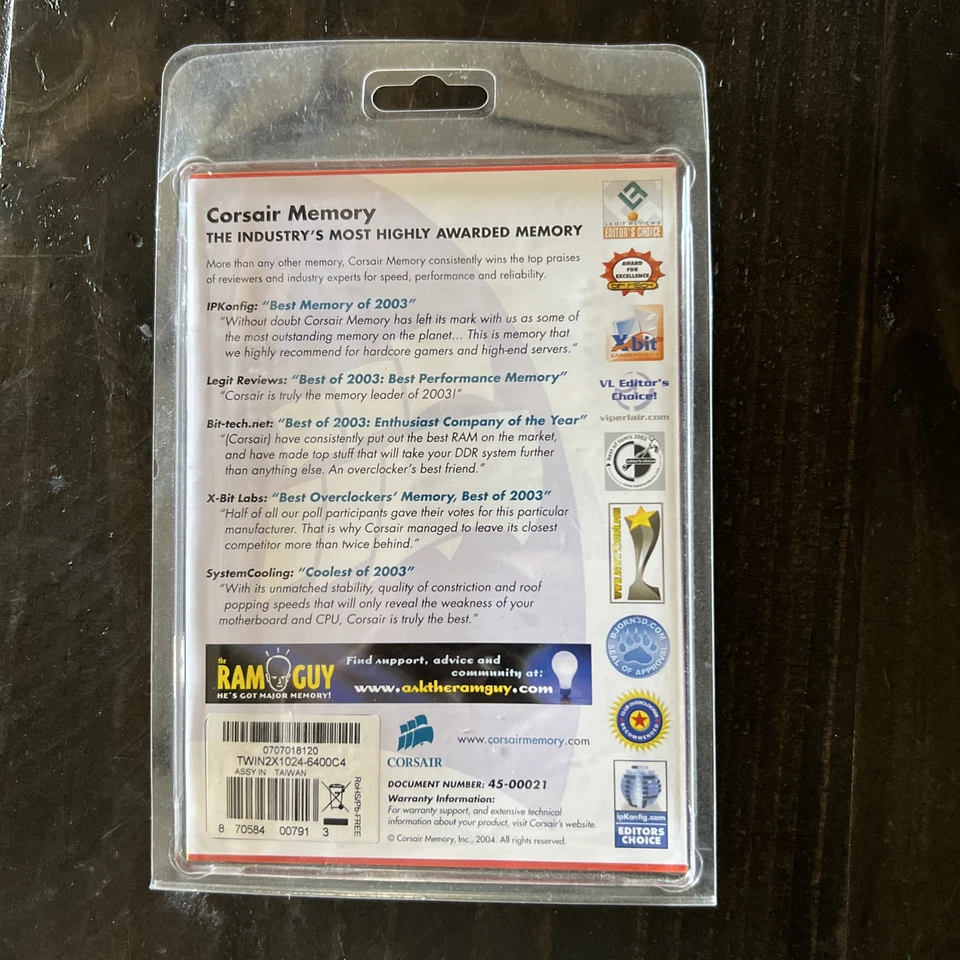 Corsair Memory
THE INDUSTRY'S MOST HIGHLY AWARDED MEMORY
More than any other memory, Corsair Memory consistently wins the top praises
of reviewers and industry experts for speed, performance and reliability.
IPKonfig: "Best Memory of 2003"
"Without doubt Corsair Memory has left its mark with us as some of
the most outstanding memory on the planet... This is memory that
we highly recommend for hardcore gamers and high-end servers."
Legit Reviews: "Best of 2003: Best Performance Memory"
"Corsair is truly the memory leader of 2003!"
Bit-tech.net: "Best of 2003: Enthusiast Company of the Year"
"(Corsair) have consistently put out the best RAM on the market,
and have made top stuff that will take your DDR system further
than anything else. An overclocker's best friend."
X-Bit Labs: "Best Overclockers' Memory, Best of 2003"
"Half of all our poll participants gave their votes for this particular
manufacturer. That is why Corsair managed to leave its closest
competitor more than twice behind."
SystemCooling: "Coolest of 2003"
"With its unmatched stability, quality of constriction and roof
popping speeds that will only reveal the weakness of your
motherboard and CPU, Corsair is truly the best."
the
RAM GUY
HE'S GOT MAJOR MEMORY!
Find support, advice and
community at:
www.asktheramguy.com
0707018120
TWIN2X1024-6400C4
ASSY IN TAIWAN
8 70584 00791 3
RoHS/Pb-FREE
CORSAIR
www.corsairmemory.com
DOCUMENT NUMBER: 45-00021
Warranty Information:
For warranty support, and extensive technical
information about your product, visit Corsair's website.
© Corsair Memory, Inc., 2004. All rights reserved.
LEGIT REVIEWS
EDITOR'S CHOICE
AWARD
FOR
EXCELLENCE
Xbit
LABORATORIES
VL Editor's
Choice!
viperlair.com
BJORN3D.COM
SEAL OF APPROVAL
CLUB OVERCLOCKER
RECOMMENDED
ipKonfig.com
EDITORS
CHOICE